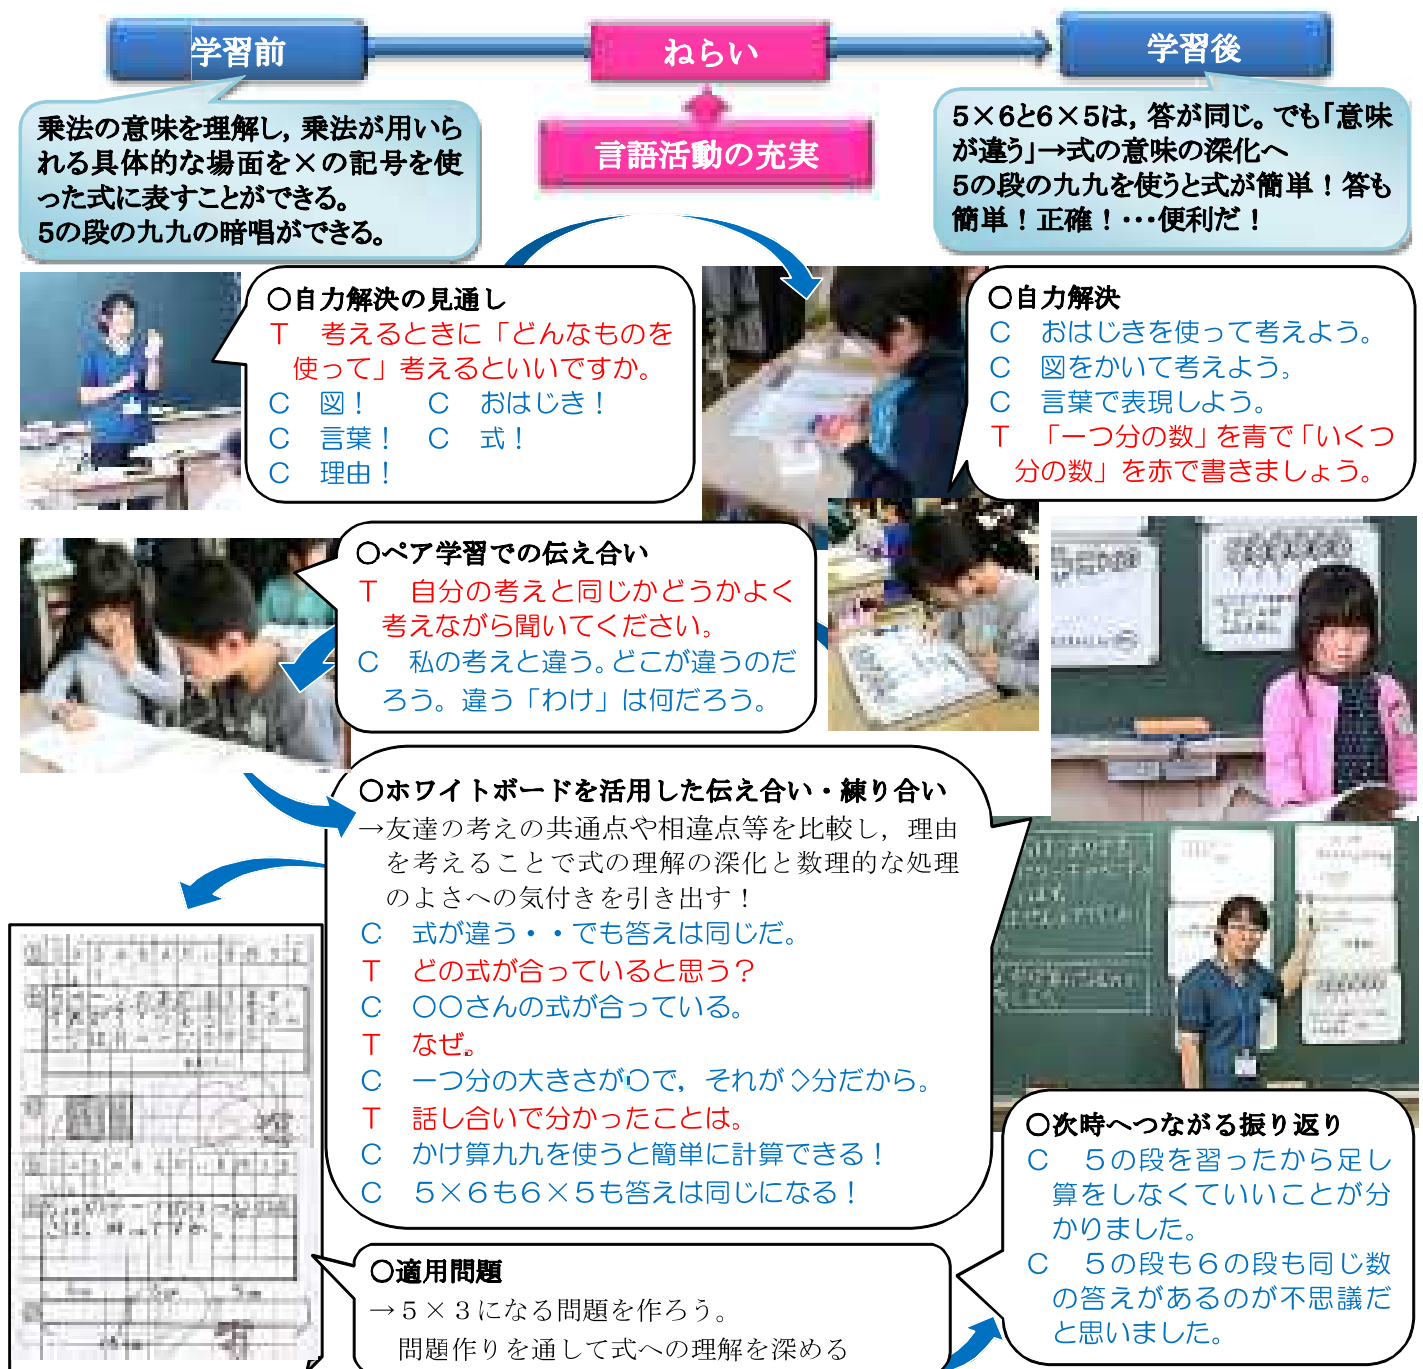 学習前
ねらい
学習後
言語活動の充実
乗法の意味を理解し，乗法が用いら
れる具体的な場面を×の記号を使
った式に表すことができる。
5の段の九九の暗唱ができる。
5×6と6×5は，答が同じ。でも「意味
が違う」→式の意味の深化へ
5の段の九九を使うと式が簡単！答も
簡単！正確！・・・便利だ！
○自力解決の見通し
T　考えるときに「どんなものを
使って」考えるといいですか。
C　図！　　C　おはじき！
C　言葉！　C　式！
C　理由！
○自力解決
C　おはじきを使って考えよう。
C　図をかいて考えよう。
C　言葉で表現しよう。
T　「一つ分の数」を青で「いくつ
分の数」を赤で書きましょう。
○ペア学習での伝え合い
T　自分の考えと同じかどうかよく
考えながら聞いてください。
C　私の考えと違う。どこが違うのだ
ろう。違う「わけ」は何だろう。
○ホワイトボードを活用した伝え合い・練り合い
→友達の考えの共通点や相違点等を比較し，理由
を考えることで式の理解の深化と数理的な処理
のよさへの気付きを引き出す！
C　式が違う・・でも答えは同じだ。
T　どの式が合っていると思う？
C　○○さんの式が合っている。
T　なぜ。
C　一つ分の大きさが○で，それが◇分だから。
T　話し合いで分かったことは。
C　かけ算九九を使うと簡単に計算できる！
C　５×６も６×５も答えは同じになる！
○適用問題
→５×３になる問題を作ろう。
問題作りを通して式への理解を深める
○次時へつながる振り返り
C　５の段を習ったから足し
算をしなくていいことが分
かりました。
C　５の段も６の段も同じ数
の答えがあるのが不思議だ
と思いました。